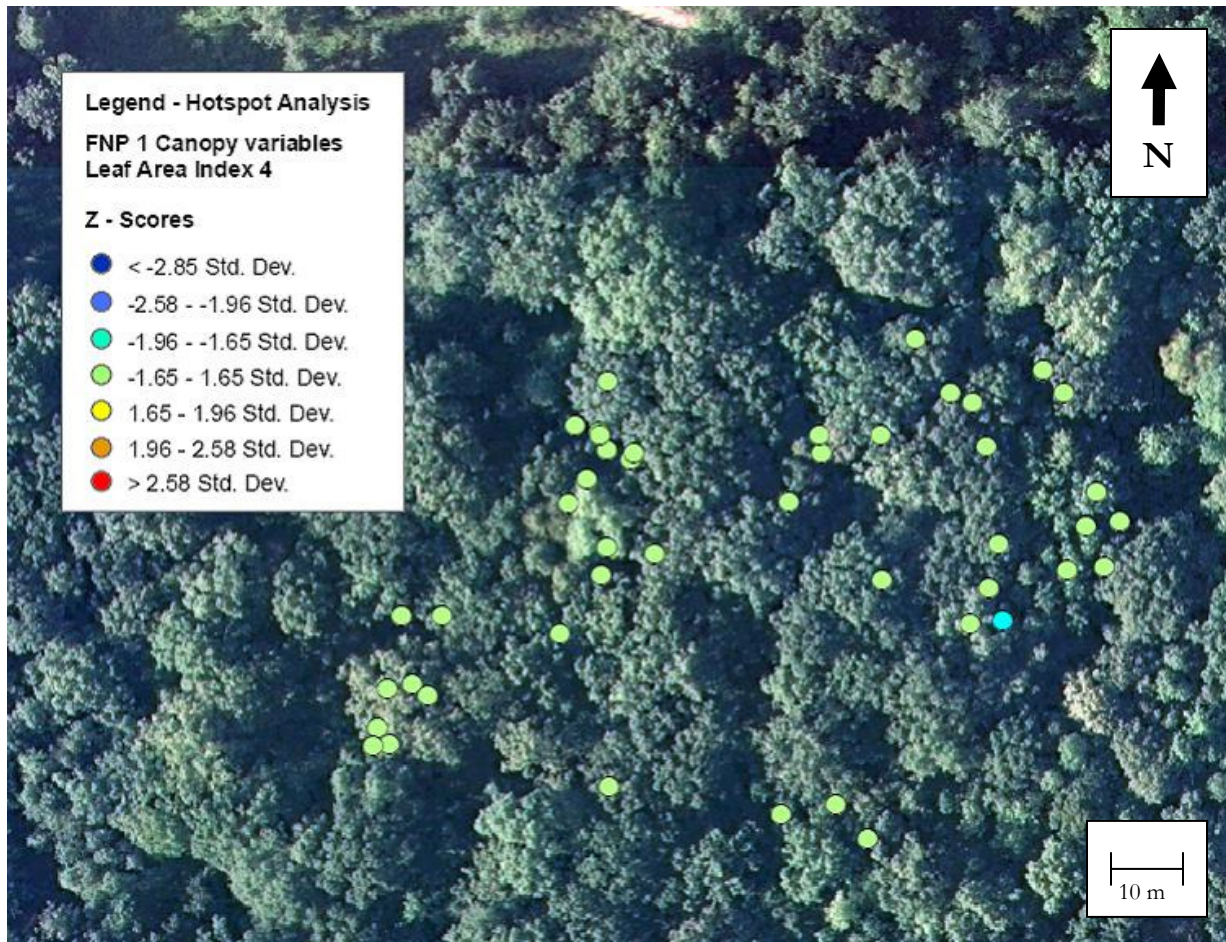 Legend - Hotspot Analysis
FNP 1 Canopy variables
Leaf Area Index 4
Z - Scores
< -2.85 Std. Dev.
-2.58 - -1.96 Std. Dev.
-1.96 - -1.65 Std. Dev.
-1.65 - 1.65 Std. Dev.
1.65 - 1.96 Std. Dev.
1.96 - 2.58 Std. Dev.
> 2.58 Std. Dev.
N
10 m